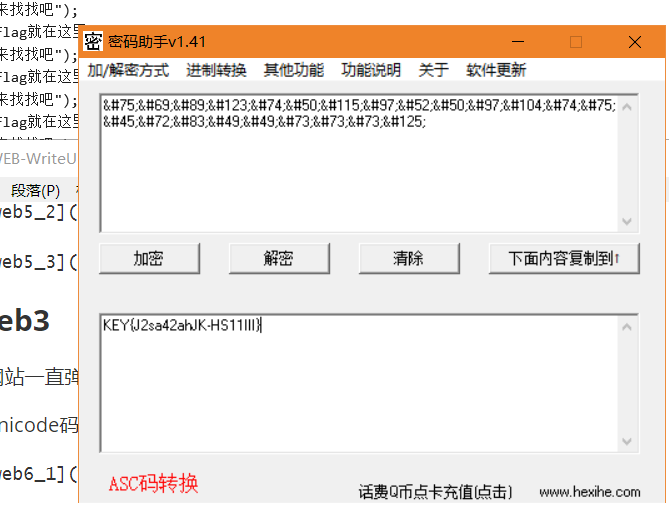 来找找吧");
flag就在这里
来找找吧");
flag就在这里
来找找吧");
flag就在这里
WEB-WriteU
段落(P)
web5_2](
web5_3](
eb3
网站一直弹
nicode码
web6_1](
密 密码助手v1.41
加/解密方式 进制转换 其他功能 功能说明 关于 软件更新
&#75;&#69;&#89;&#123;&#74;&#50;&#115;&#97;&#52;&#50;&#97;&#104;&#74;&#75;
&#45;&#72;&#83;&#49;&#49;&#73;&#73;&#73;&#125;
加密 解密 清除 下面内容复制到↑
KEY{J2sa42ahJK-HS11III}
ASC码转换
话费Q币点卡充值(点击) www.hexihe.com